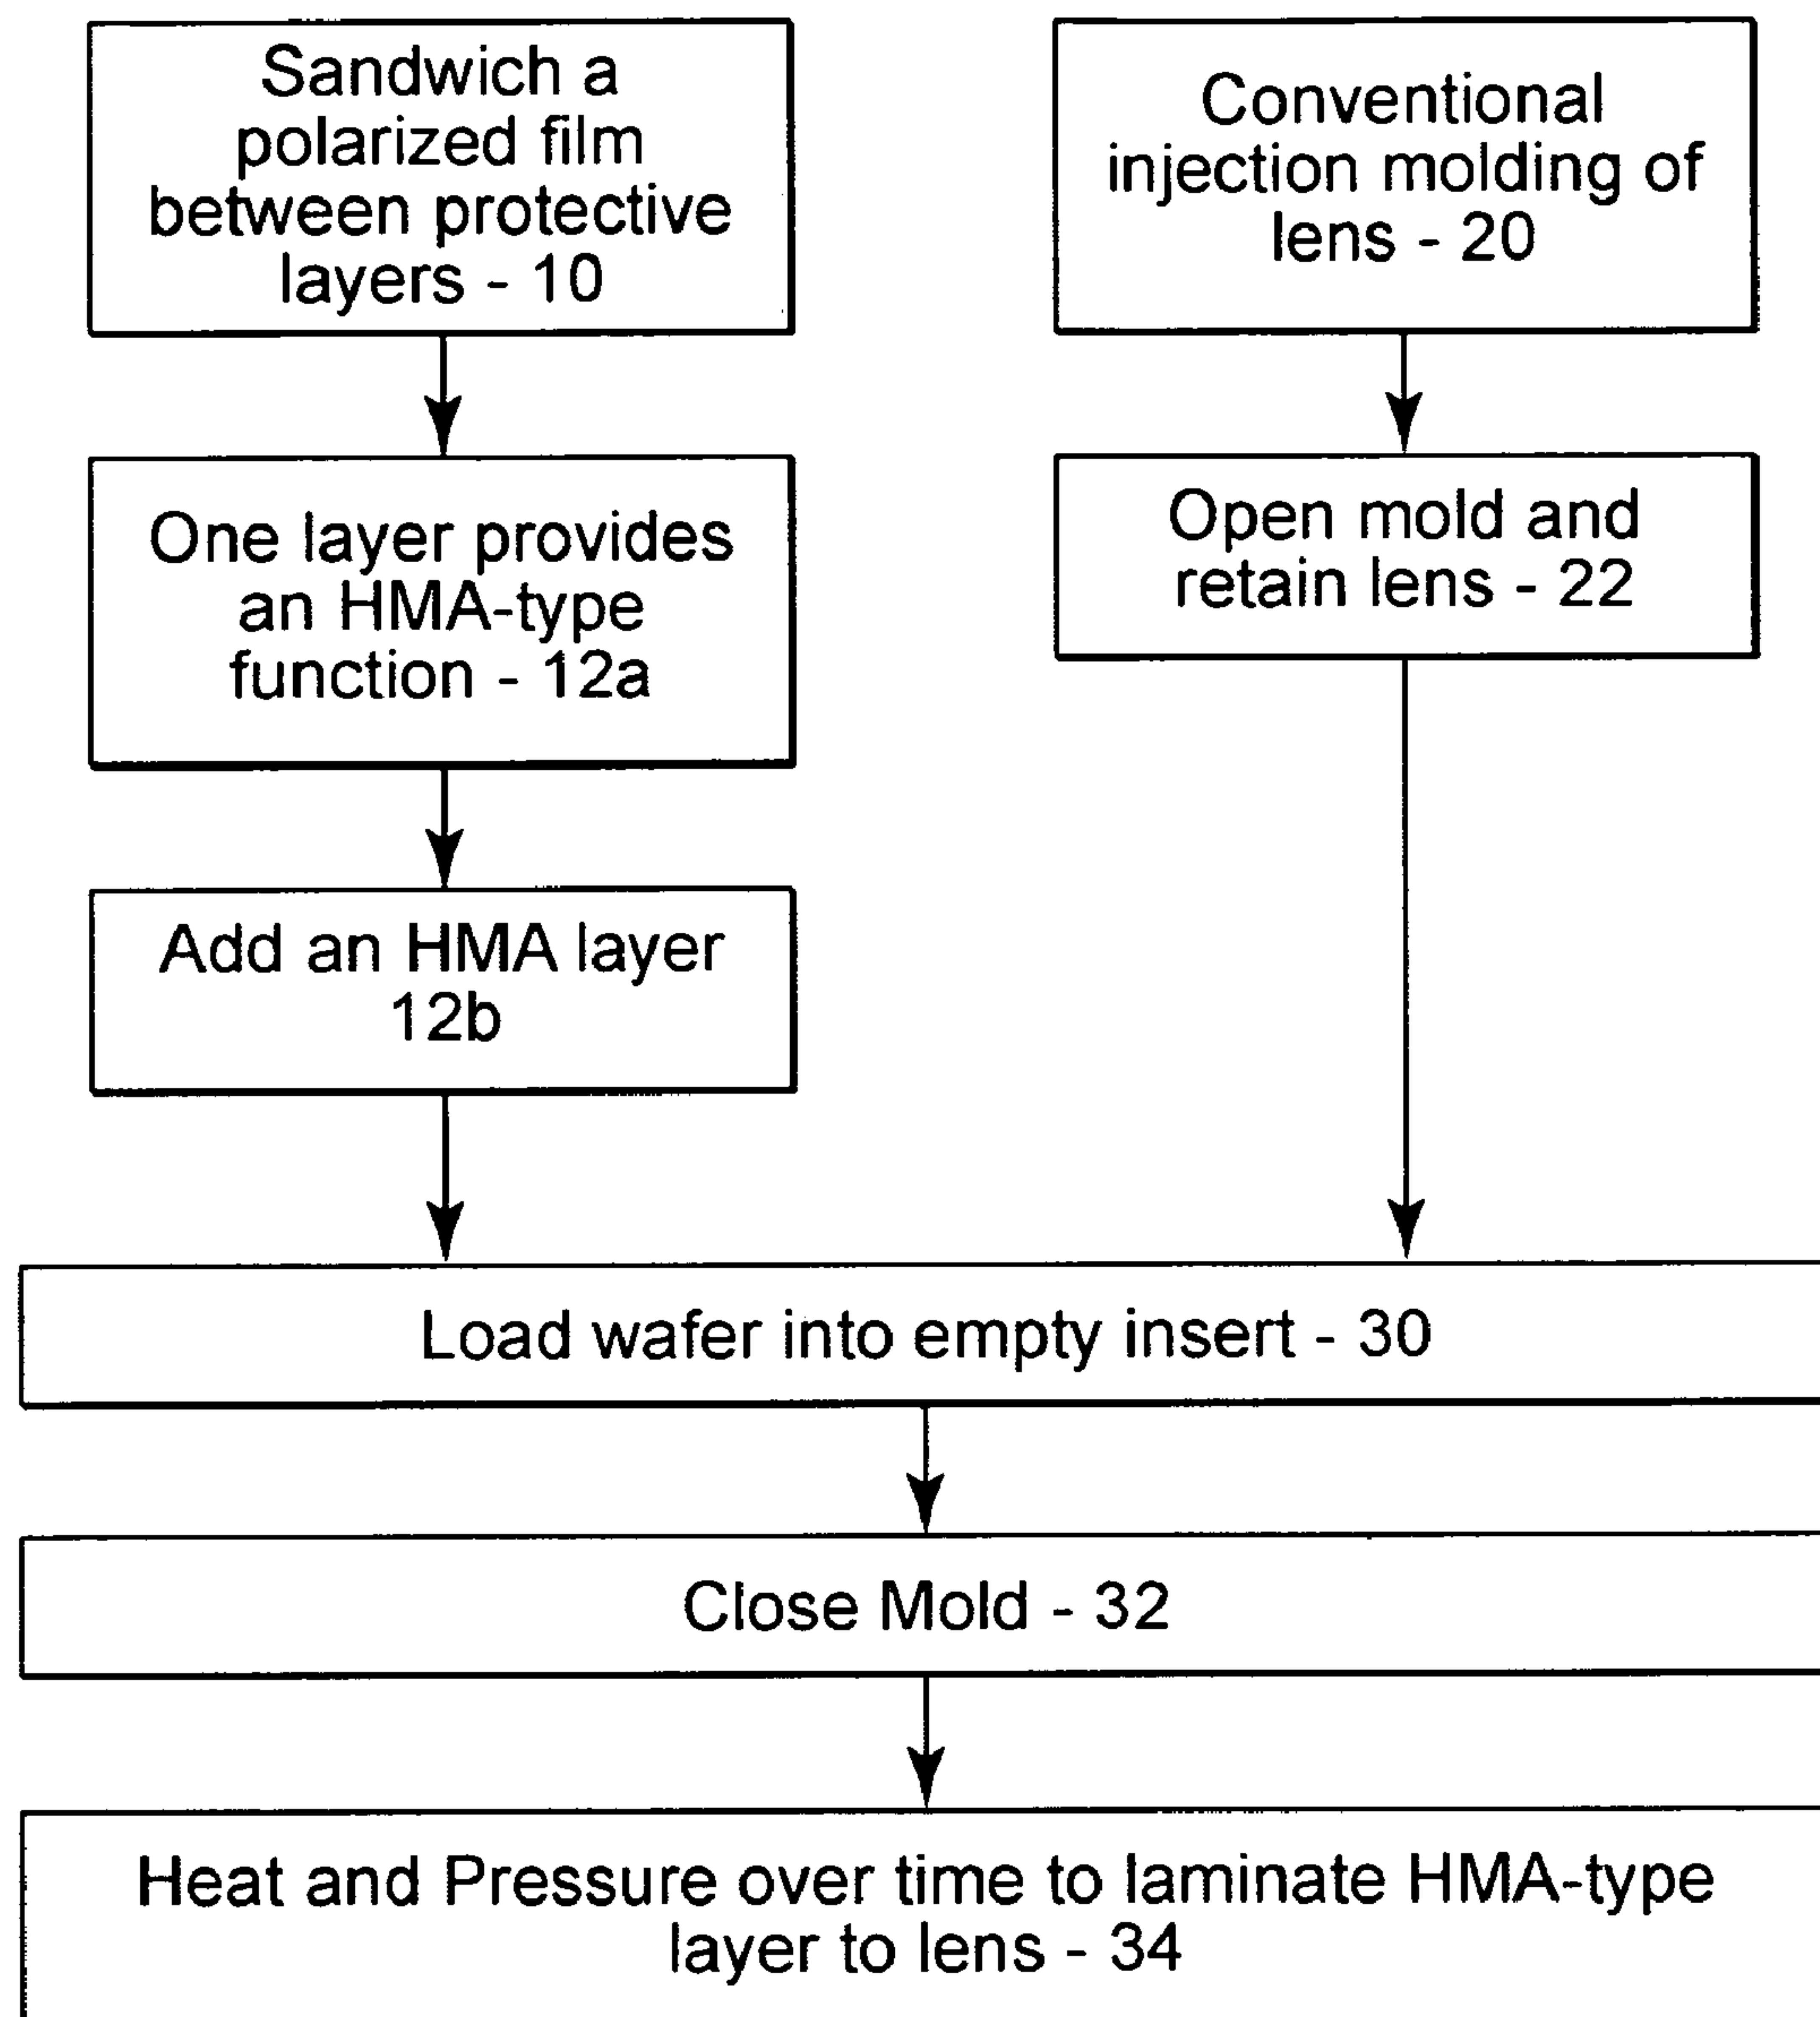 Sandwich a
polarized film
between protective
layers - 10
Conventional
injection molding of
lens - 20
One layer provides
an HMA-type
function - 12a
Open mold and
retain lens - 22
Add an HMA layer
12b
Load wafer into empty insert - 30
Close Mold - 32
Heat and Pressure over time to laminate HMA-type
layer to lens - 34